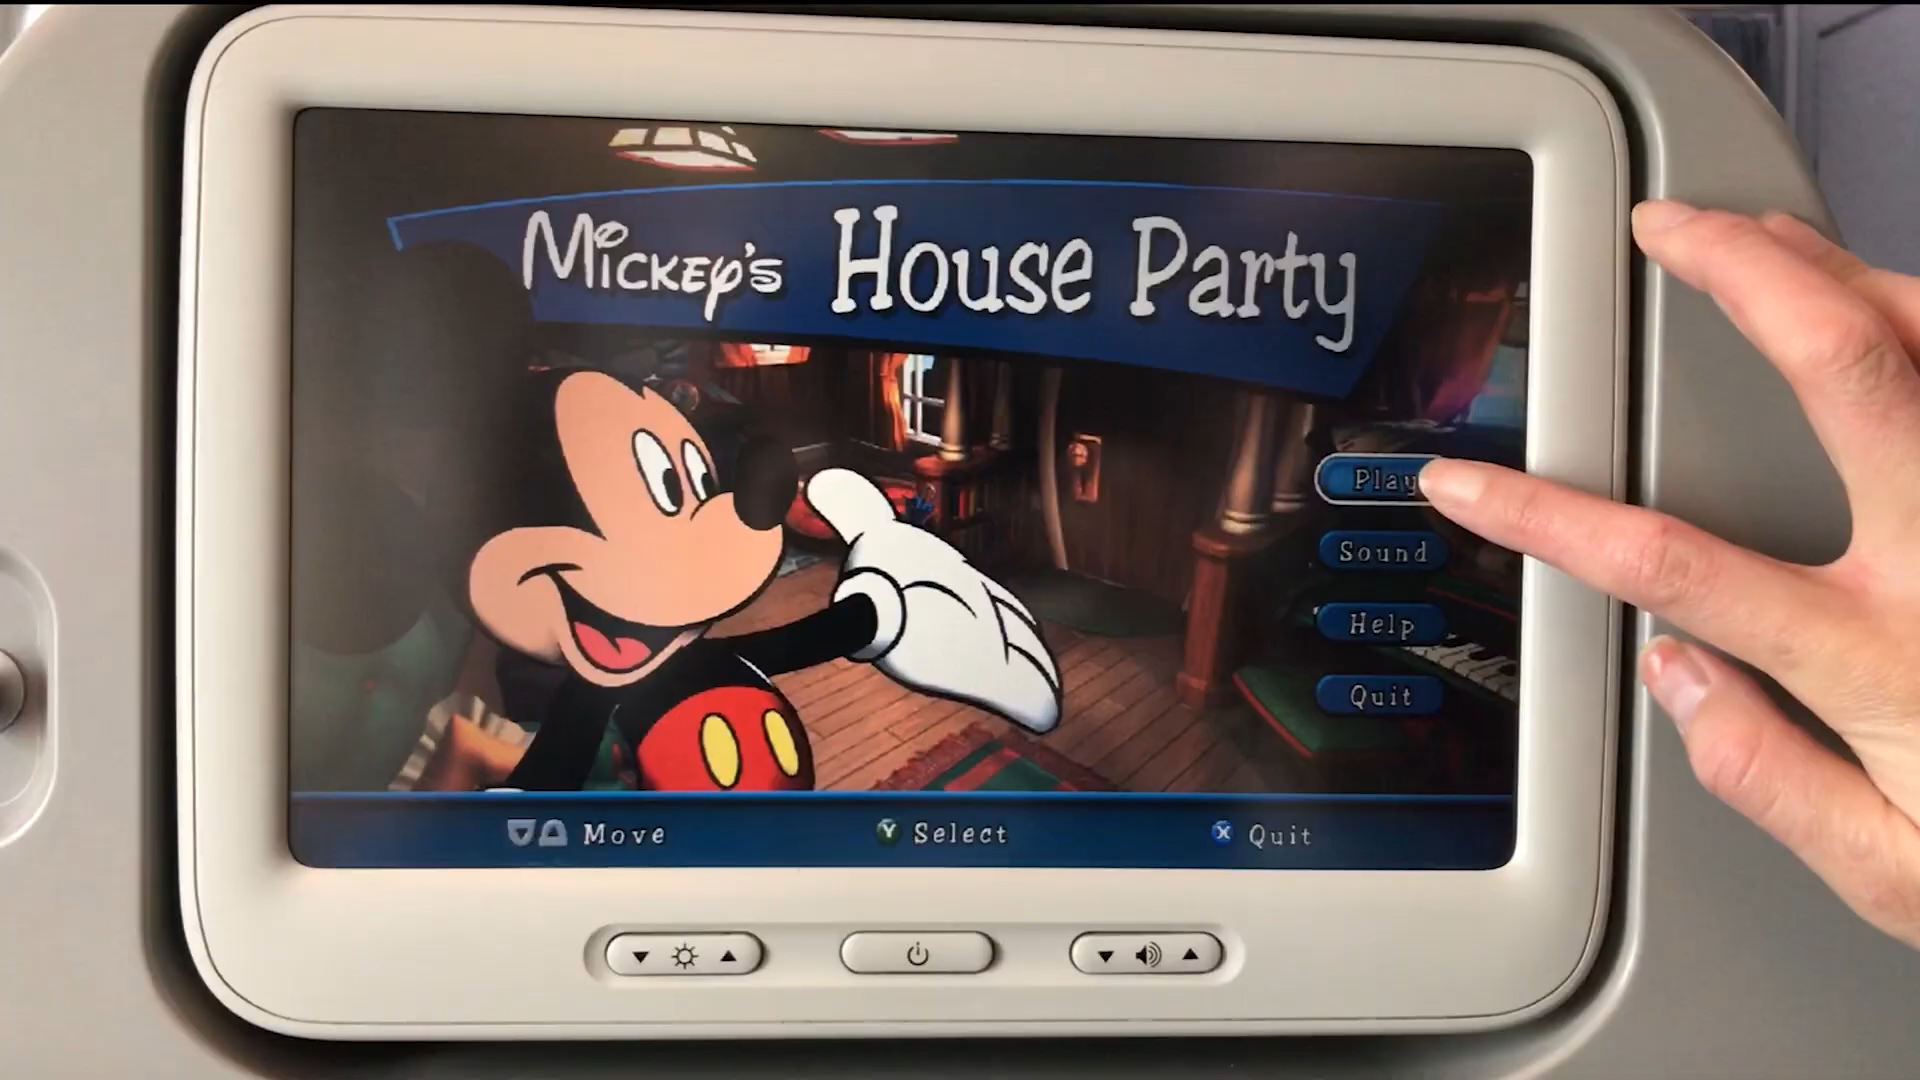 Mickey's House Party
Play
Sound
Help
Quit
Move
Y Select
X Quit